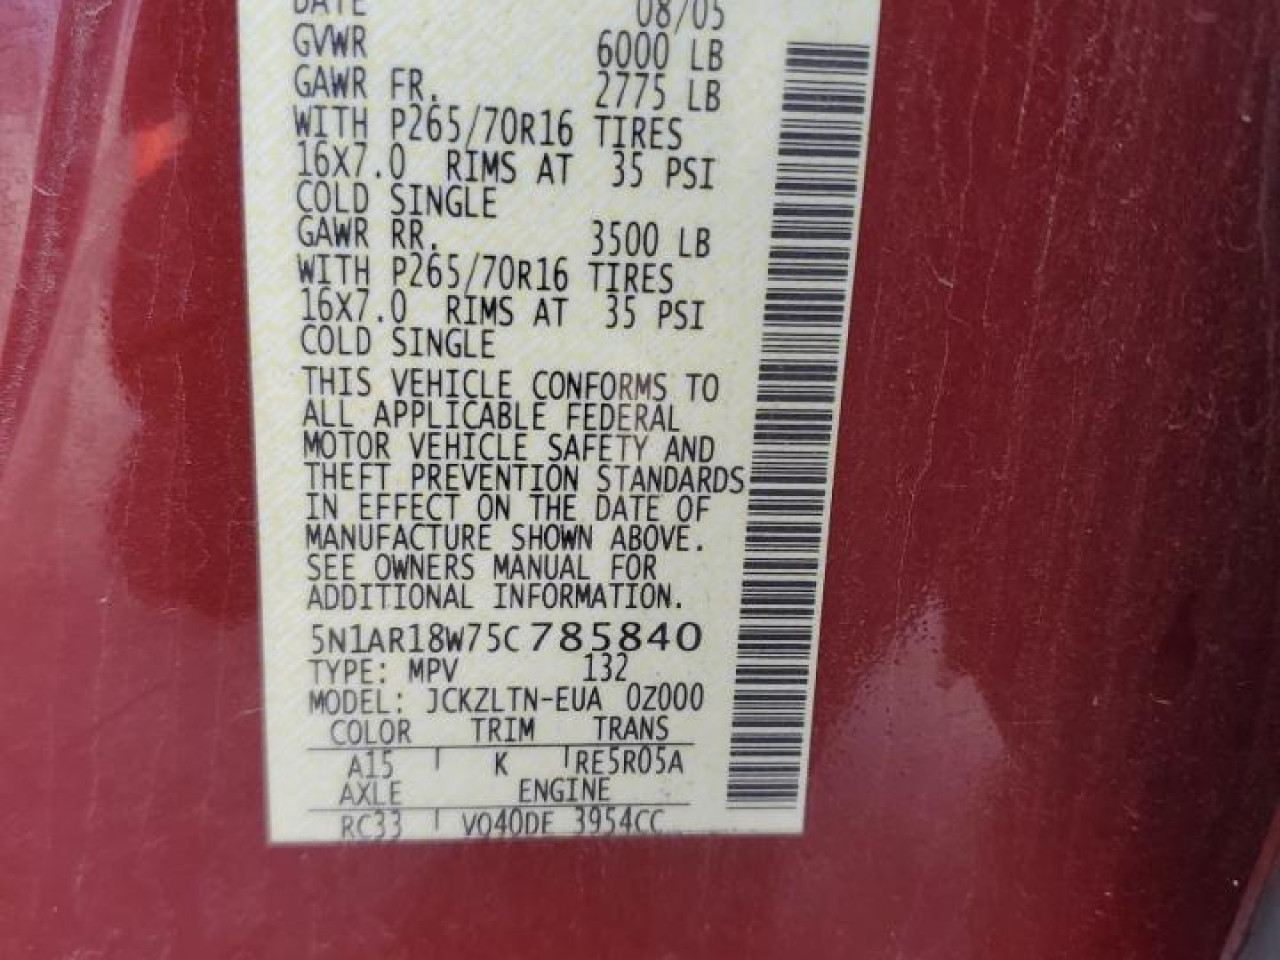 DATE 08/05
GVWR 6000 LB
GAWR FR. 2775 LB
WITH P265/70R16 TIRES
16X7.0 RIMS AT 35 PSI
COLD SINGLE
GAWR RR. 3500 LB
WITH P265/70R16 TIRES
16X7.0 RIMS AT 35 PSI
COLD SINGLE
THIS VEHICLE CONFORMS TO
ALL APPLICABLE FEDERAL
MOTOR VEHICLE SAFETY AND
THEFT PREVENTION STANDARDS
IN EFFECT ON THE DATE OF
MANUFACTURE SHOWN ABOVE.
SEE OWNERS MANUAL FOR
ADDITIONAL INFORMATION.
5N1AR18W75C785840
TYPE: MPV 132
MODEL: JCKZLTN-EUA 0Z000
COLOR TRIM TRANS
A15 K RE5R05A
AXLE ENGINE
RC33 VQ40DE 3954CC